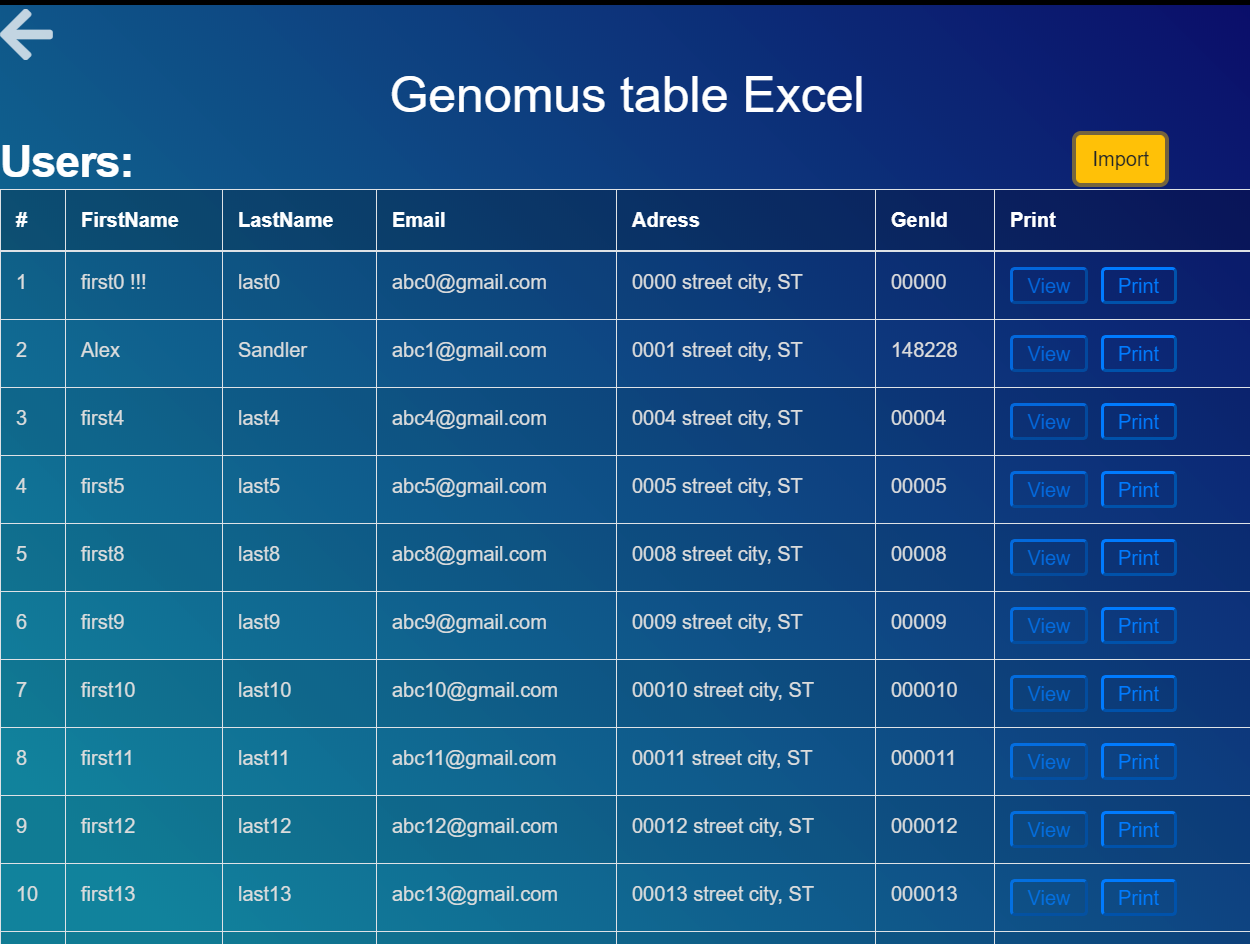 Genomus table Excel
Users:
Import
# FirstName LastName Email Adress GenId Print
1 first0 !!! last0 abc0@gmail.com 0000 street city, ST 00000 View Print
2 Alex Sandler abc1@gmail.com 0001 street city, ST 148228 View Print
3 first4 last4 abc4@gmail.com 0004 street city, ST 00004 View Print
4 first5 last5 abc5@gmail.com 0005 street city, ST 00005 View Print
5 first8 last8 abc8@gmail.com 0008 street city, ST 00008 View Print
6 first9 last9 abc9@gmail.com 0009 street city, ST 00009 View Print
7 first10 last10 abc10@gmail.com 00010 street city, ST 000010 View Print
8 first11 last11 abc11@gmail.com 00011 street city, ST 000011 View Print
9 first12 last12 abc12@gmail.com 00012 street city, ST 000012 View Print
10 first13 last13 abc13@gmail.com 00013 street city, ST 000013 View Print